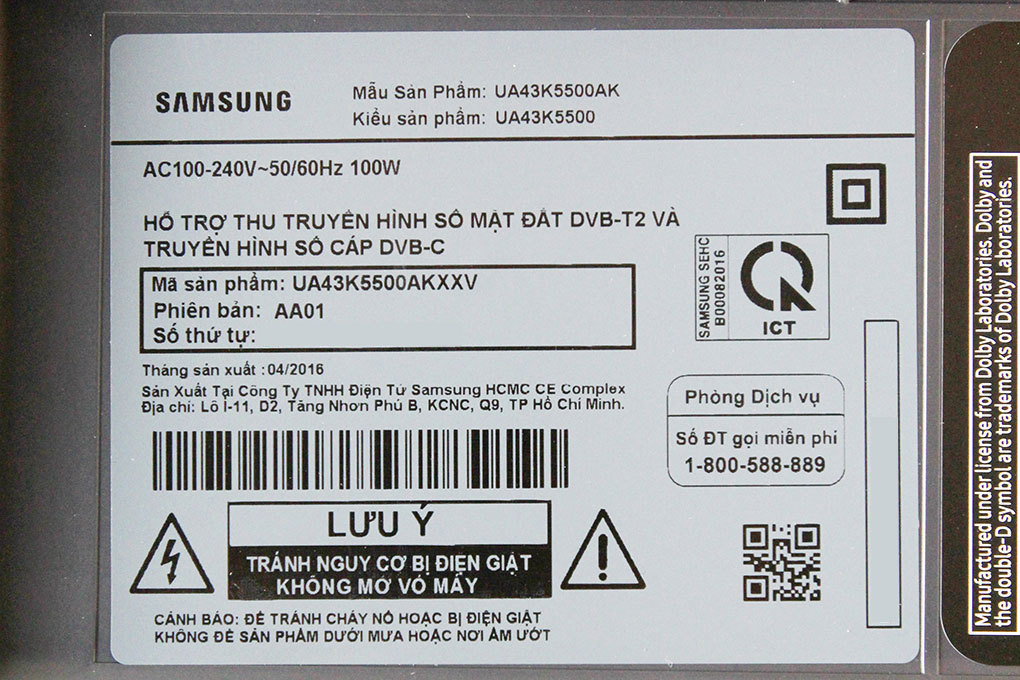 SAMSUNG
Mẫu Sản Phẩm: UA43K5500AK
Kiểu sản phẩm: UA43K5500
AC100-240V~50/60Hz 100W
HỖ TRỢ THU TRUYỀN HÌNH SỐ MẶT ĐẤT DVB-T2 VÀ
TRUYỀN HÌNH SỐ CÁP DVB-C
SAMSUNG SEHC
B00082016
ICT
Mã sản phẩm: UA43K5500AKXXV
Phiên bản: AA01
Số thứ tự:
Tháng sản xuất :04/2016
Sản Xuất Tại Công Ty TNHH Điện Tử Samsung HCMC CE Complex
Địa chỉ: Lô I-11, D2, Tăng Nhơn Phú B, KCNC, Q9, TP Hồ Chí Minh.
Phòng Dịch vụ
Số ĐT gọi miễn phí
1-800-588-889
LƯU Ý
TRÁNH NGUY CƠ BỊ ĐIỆN GIẬT
KHÔNG MỞ VỎ MÁY
CẢNH BÁO: ĐỂ TRÁNH CHÁY NỔ HOẶC BỊ ĐIỆN GIẬT
KHÔNG ĐỂ SẢN PHẨM DƯỚI MƯA HOẶC NƠI ẨM ƯỚT
Manufactured under license from Dolby Laboratories. Dolby and
the double-D symbol are trademarks of Dolby Laboratories.